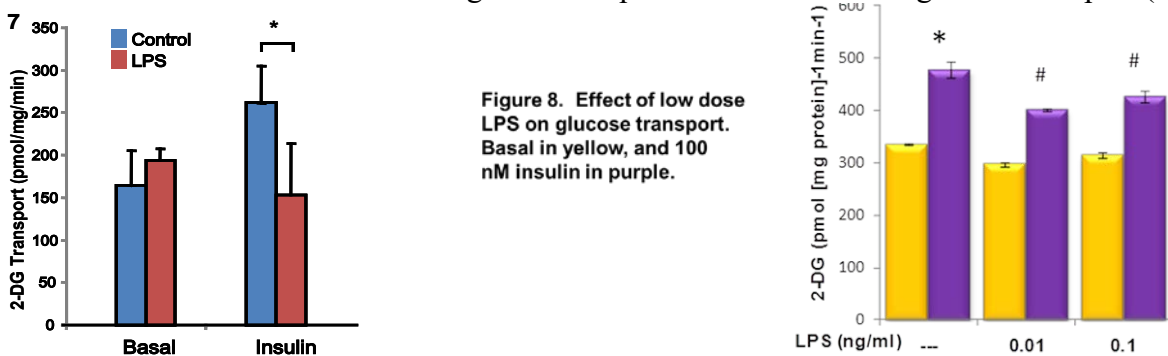 7
350
300
250
200
150
100
50
0
2-DG Transport (pmol/mg/min)
Control
LPS
*
Basal Insulin
Figure 8. Effect of low dose
LPS on glucose transport.
Basal in yellow, and 100
nM insulin in purple.
600
500
400
300
200
100
0
2-DG (pmol [mg protein]-1min-1)
*
#
#
LPS (ng/ml) --- 0.01 0.1